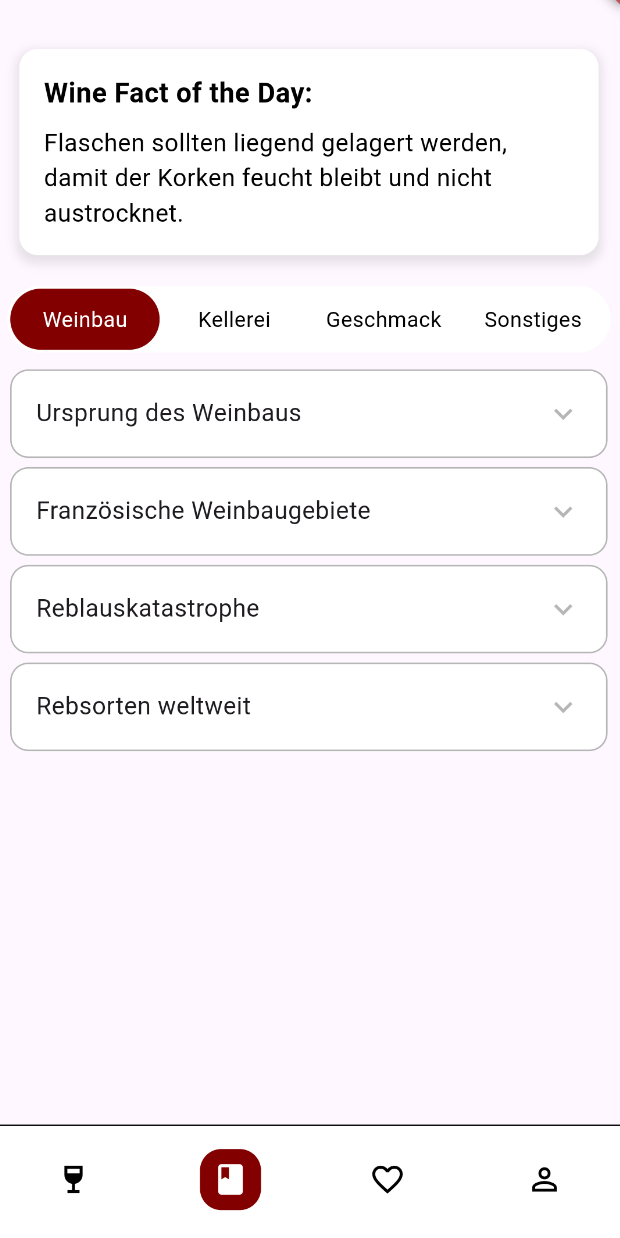 Wine Fact of the Day:
Flaschen sollten liegend gelagert werden,
damit der Korken feucht bleibt und nicht
austrocknet.
Weinbau Kellerei Geschmack Sonstiges
Ursprung des Weinbaus
Französische Weinbaugebiete
Reblauskatastrophe
Rebsorten weltweit